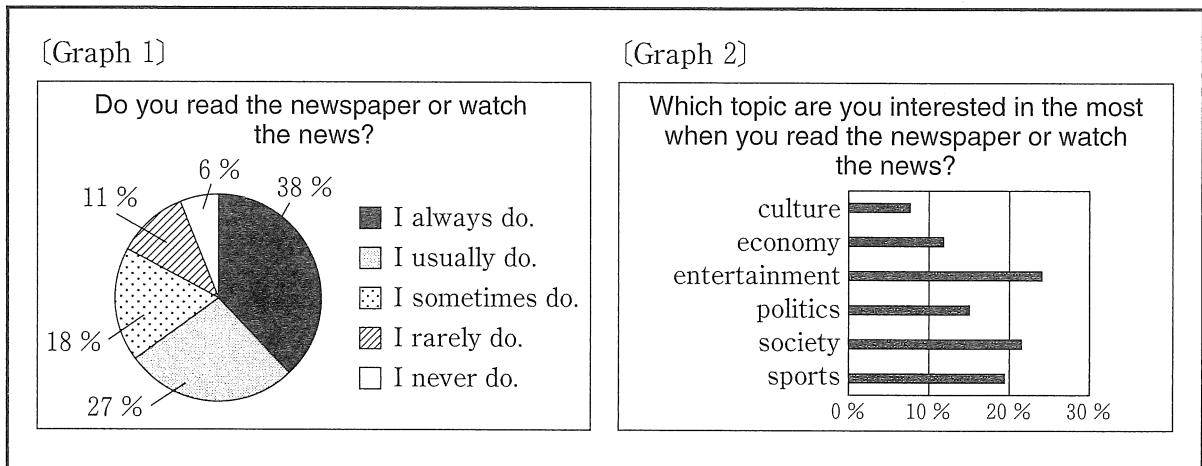 〔Graph 1〕
Do you read the newspaper or watch
the news?
6 %
38 %
11 %
18 %
27 %
I always do.
I usually do.
I sometimes do.
I rarely do.
I never do.
〔Graph 2〕
Which topic are you interested in the most
when you read the newspaper or watch
the news?
culture
economy
entertainment
politics
society
sports
0 % 10 % 20 % 30 %